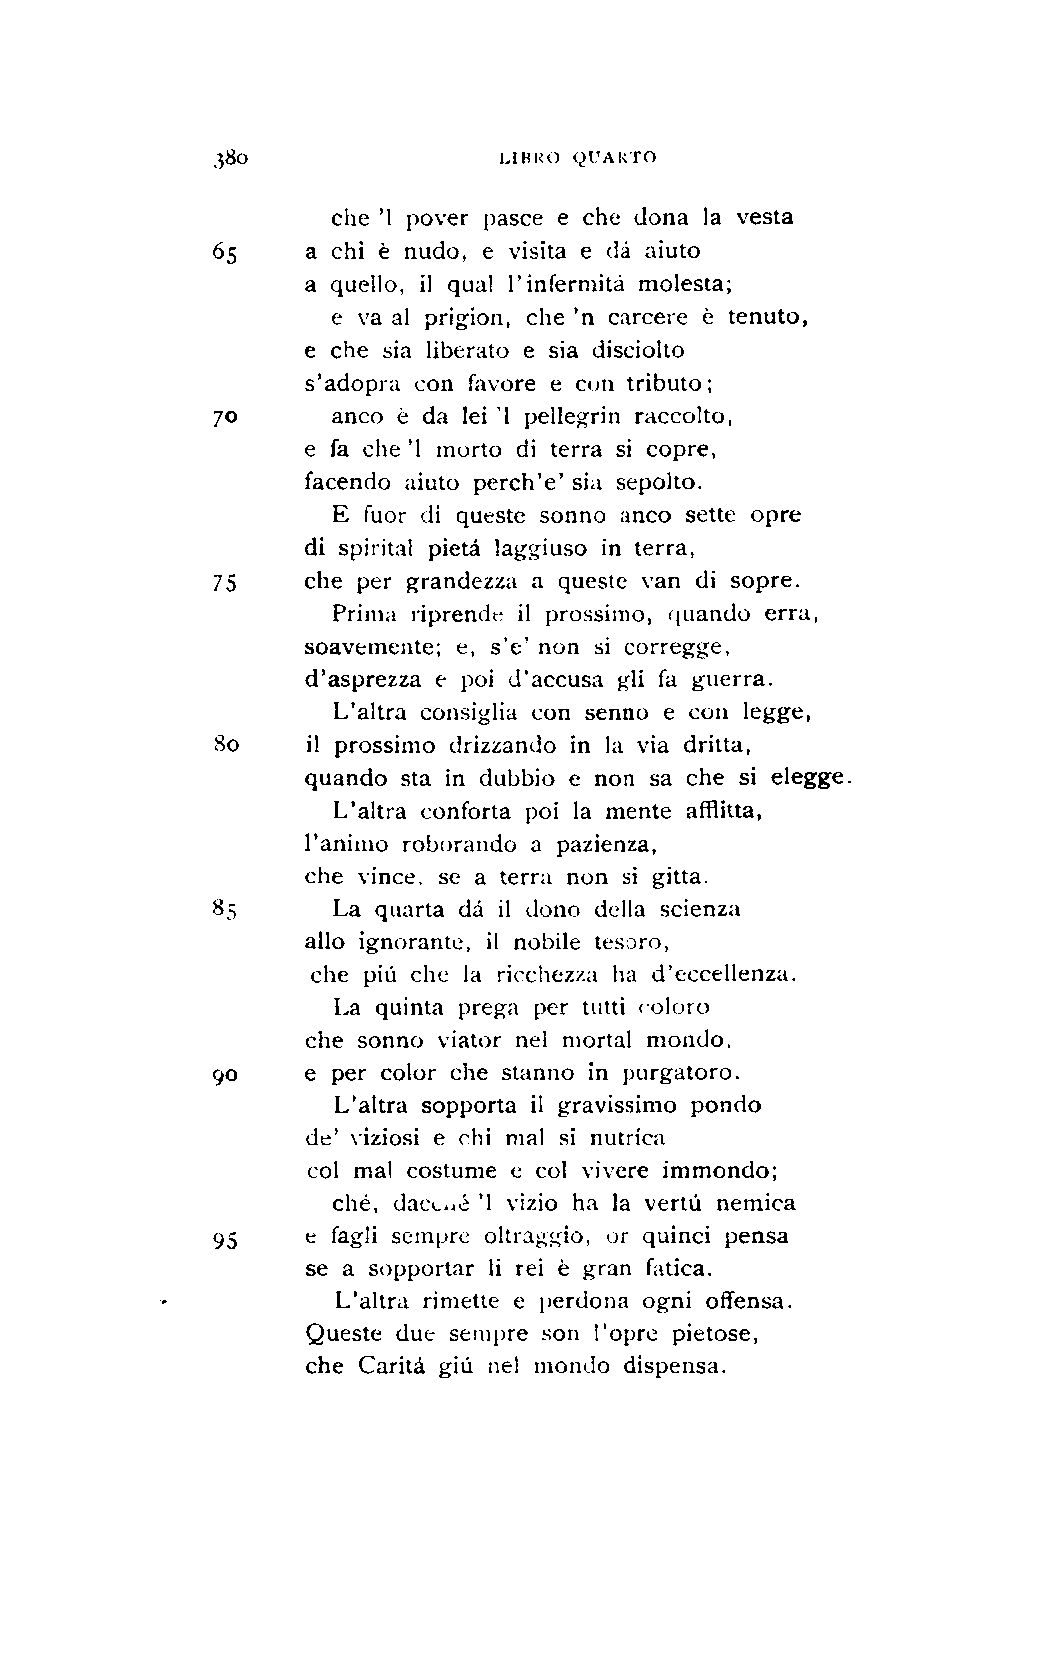 380 LIBRO QUARTO
che 'l pover pasce e che dona la vesta
65 a chi è nudo, e visita e dá aiuto
a quello, il qual l'infermitá molesta;
e va al prigion, che 'n carcere è tenuto,
e che sia liberato e sia disciolto
s'adopra con favore e con tributo;
70 anco è da lei 'l pellegrin raccolto,
e fa che 'l morto di terra si copre,
facendo aiuto perch'e' sia sepolto.
E fuor di queste sonno anco sette opre
di spirital pietá laggiuso in terra,
75 che per grandezza a queste van di sopre.
Prima riprende il prossimo, quando erra,
soavemente; e, s'e' non si corregge,
d'asprezza e poi d'accusa gli fa guerra.
L'altra consiglia con senno e con legge,
80 il prossimo drizzando in la via dritta,
quando sta in dubbio e non sa che si elegge.
L'altra conforta poi la mente afflitta,
l'animo roborando a pazienza,
che vince, se a terra non si gitta.
85 La quarta dá il dono della scienza
allo ignorante, il nobile tesoro,
che piú che la ricchezza ha d'eccellenza.
La quinta prega per tutti coloro
che sonno viator nel mortal mondo,
90 e per color che stanno in purgatoro.
L'altra sopporta il gravissimo pondo
de' viziosi e chi mal si nutríca
col mal costume e col vivere immondo;
ché, dacché 'l vizio ha la vertú nemica
95 e fagli sempre oltraggio, or quinci pensa
se a sopportar li rei è gran fatica.
L'altra rimette e perdona ogni offensa.
Queste due sempre son l'opre pietose,
che Caritá giú nel mondo dispensa.